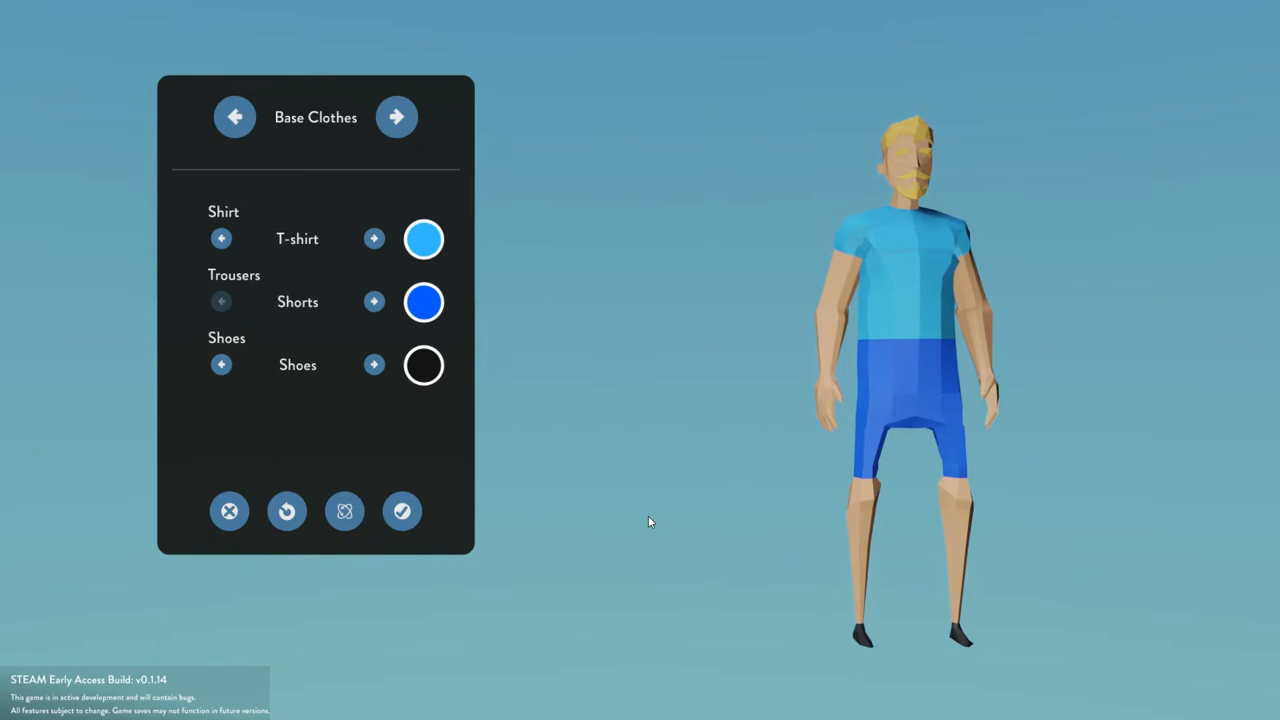 Base Clothes
Shirt
T-shirt
Trousers
Shorts
Shoes
Shoes
STEAM Early Access Build: v0.1.14
This game is in active development and will contain bugs.
All features subject to change. Game saves may not function in future versions.